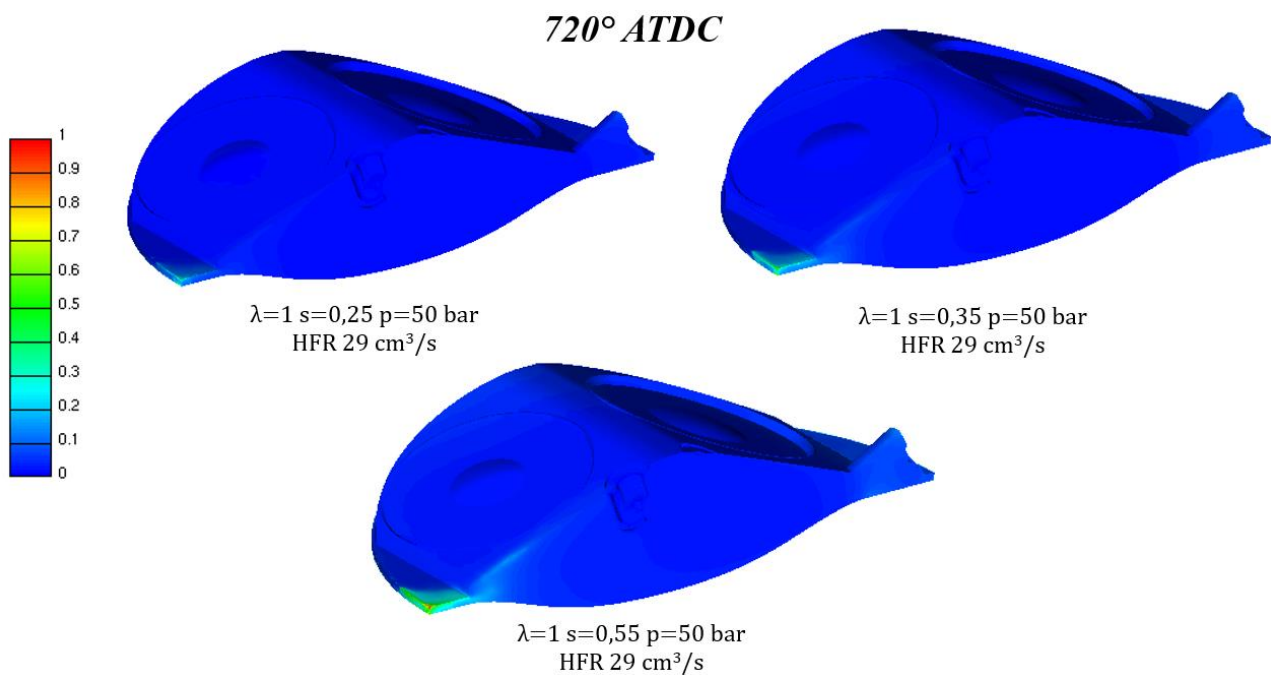 720° ATDC
1
0.9
0.8
0.7
0.6
0.5
0.4
0.3
0.2
0.1
0
λ=1 s=0,25 p=50 bar
HFR 29 cm³/s
λ=1 s=0,35 p=50 bar
HFR 29 cm³/s
λ=1 s=0,55 p=50 bar
HFR 29 cm³/s